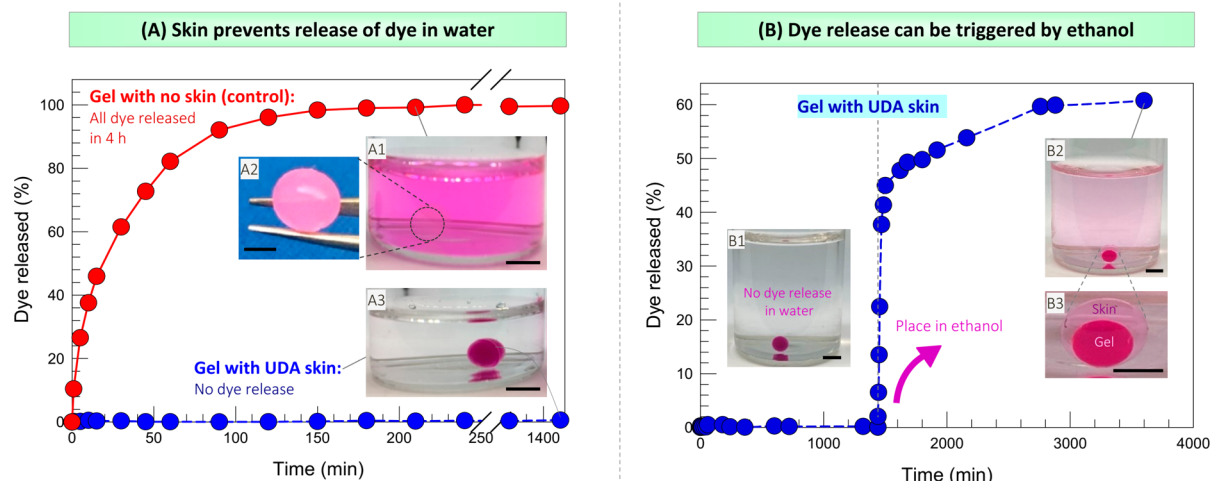 (A) Skin prevents release of dye in water
Dye released (%)
100
80
60
40
20
0
Gel with no skin (control):
All dye released
in 4 h
A2
A1
A3
Gel with UDA skin:
No dye release
0
50
100
150
200
250
1400
Time (min)
(B) Dye release can be triggered by ethanol
Dye released (%)
60
50
40
30
20
10
0
Gel with UDA skin
B1
No dye release
in water
Place in ethanol
B2
B3
Skin
Gel
0
1000
2000
3000
4000
Time (min)